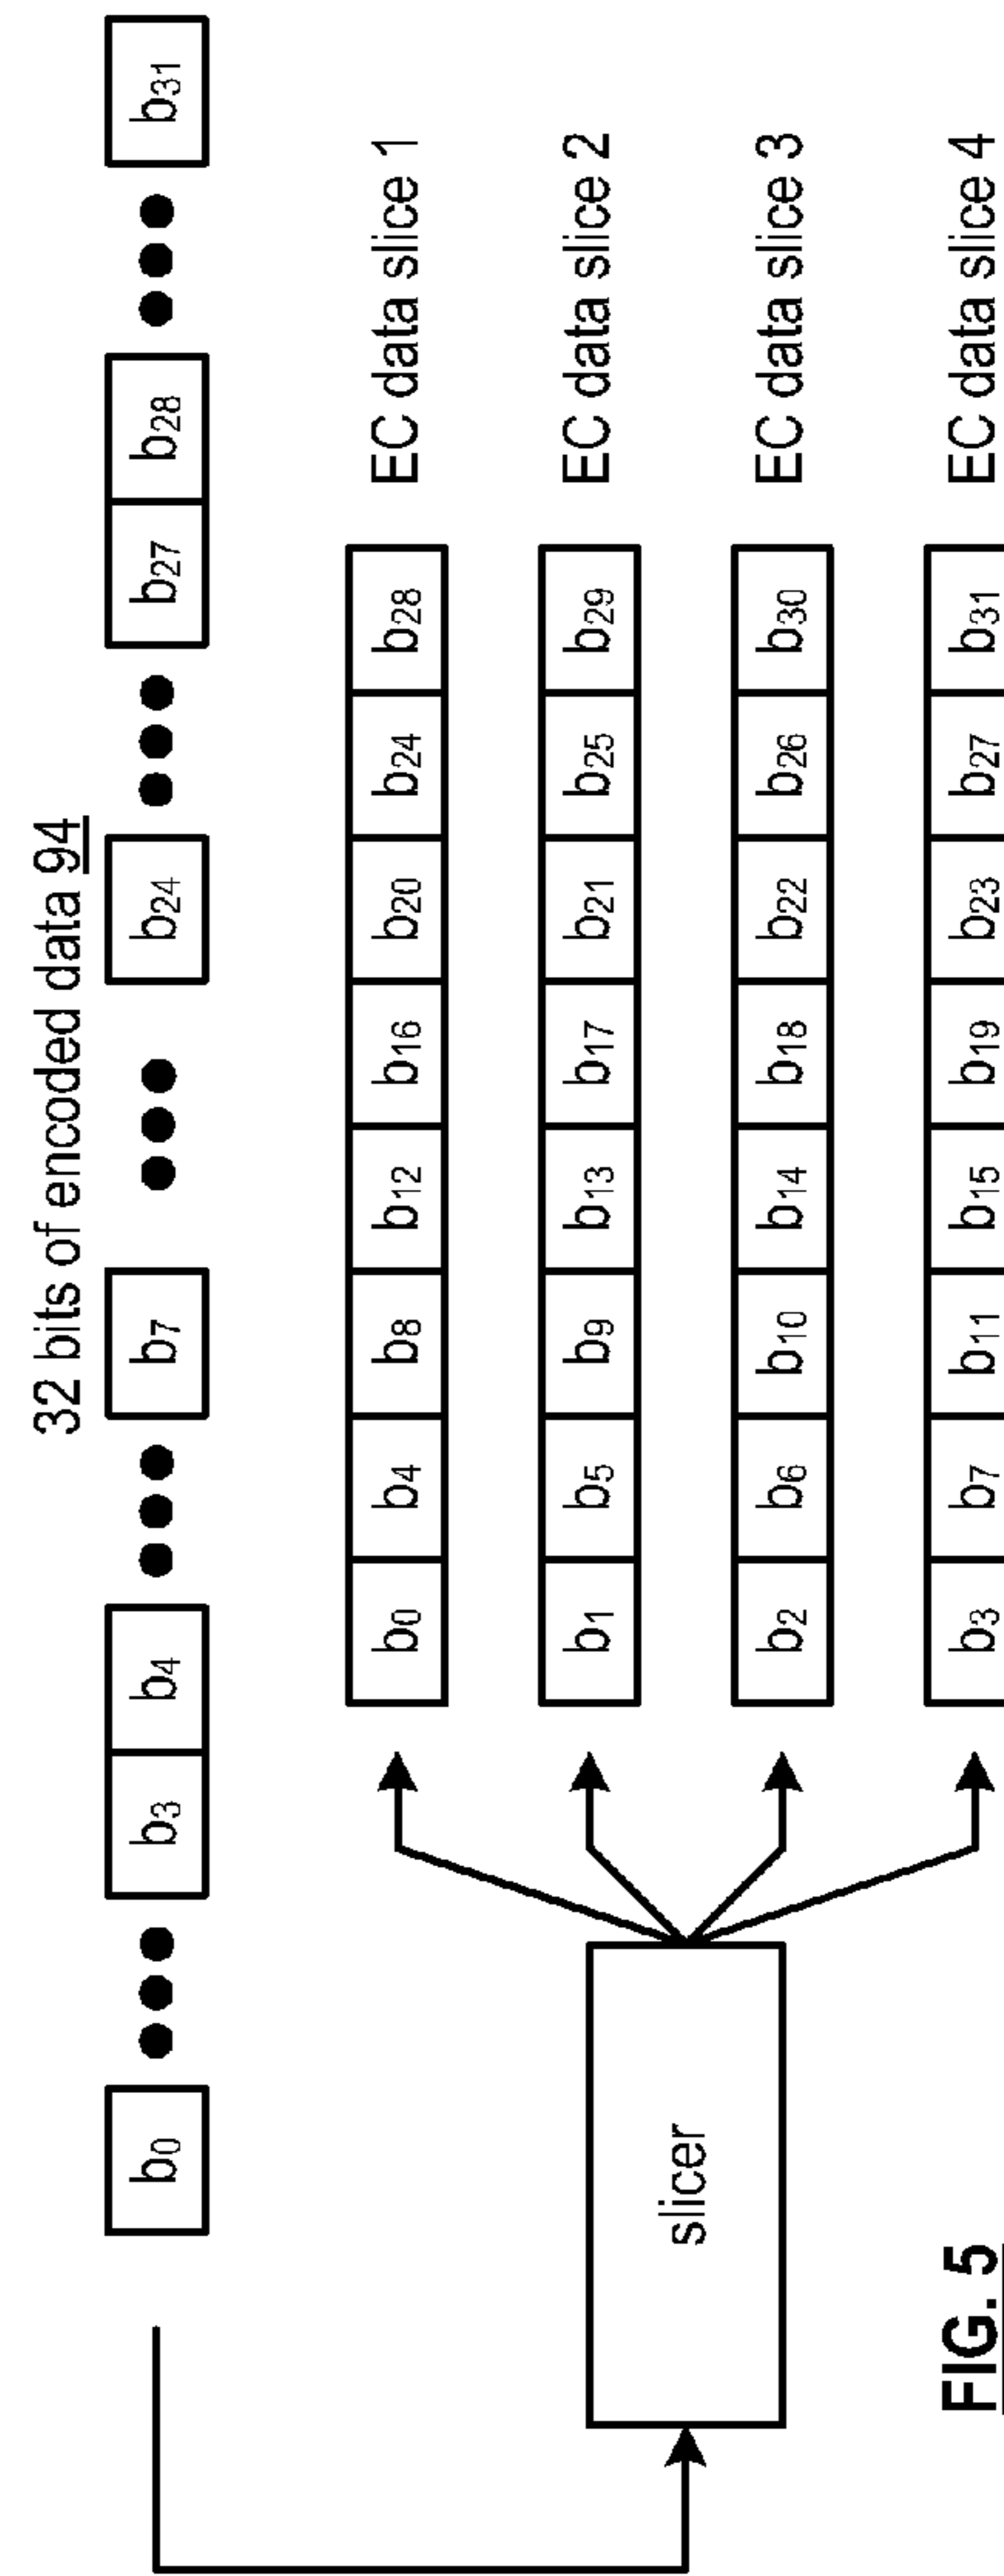 32 bits of encoded data 94
b0 ••• b3 b4 ••• b7 ••• b24 ••• b27 b28 ••• b31
b0 b4 b8 b12 b16 b20 b24 b28 EC data slice 1
b1 b5 b9 b13 b17 b21 b25 b29 EC data slice 2
slicer
b2 b6 b10 b14 b18 b22 b26 b30 EC data slice 3
b3 b7 b11 b15 b19 b23 b27 b31 EC data slice 4
FIG. 5